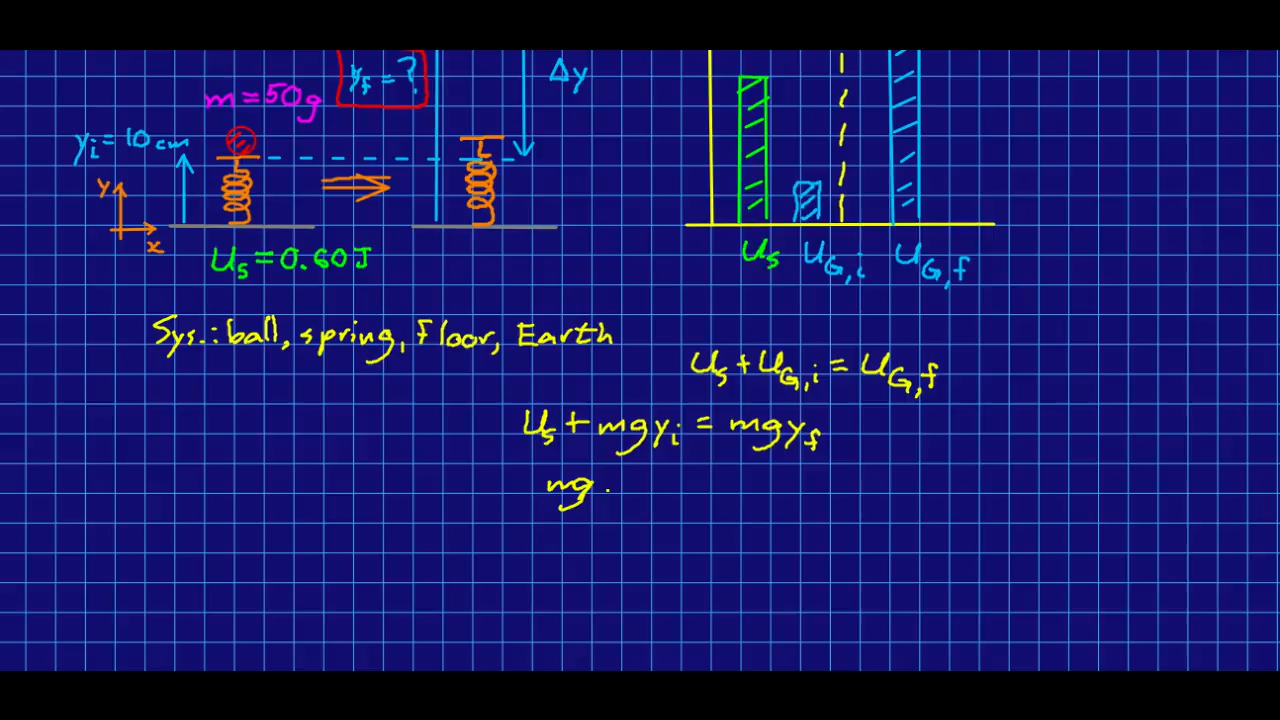 y_f = ?
Δy
m = 50g
y_i = 10 cm
y
x
U_s = 0.60J
U_s U_G,i U_G,f
Sys.: ball, spring, floor, Earth
U_s + U_G,i = U_G,f
U_s + mgy_i = mgy_f
mg